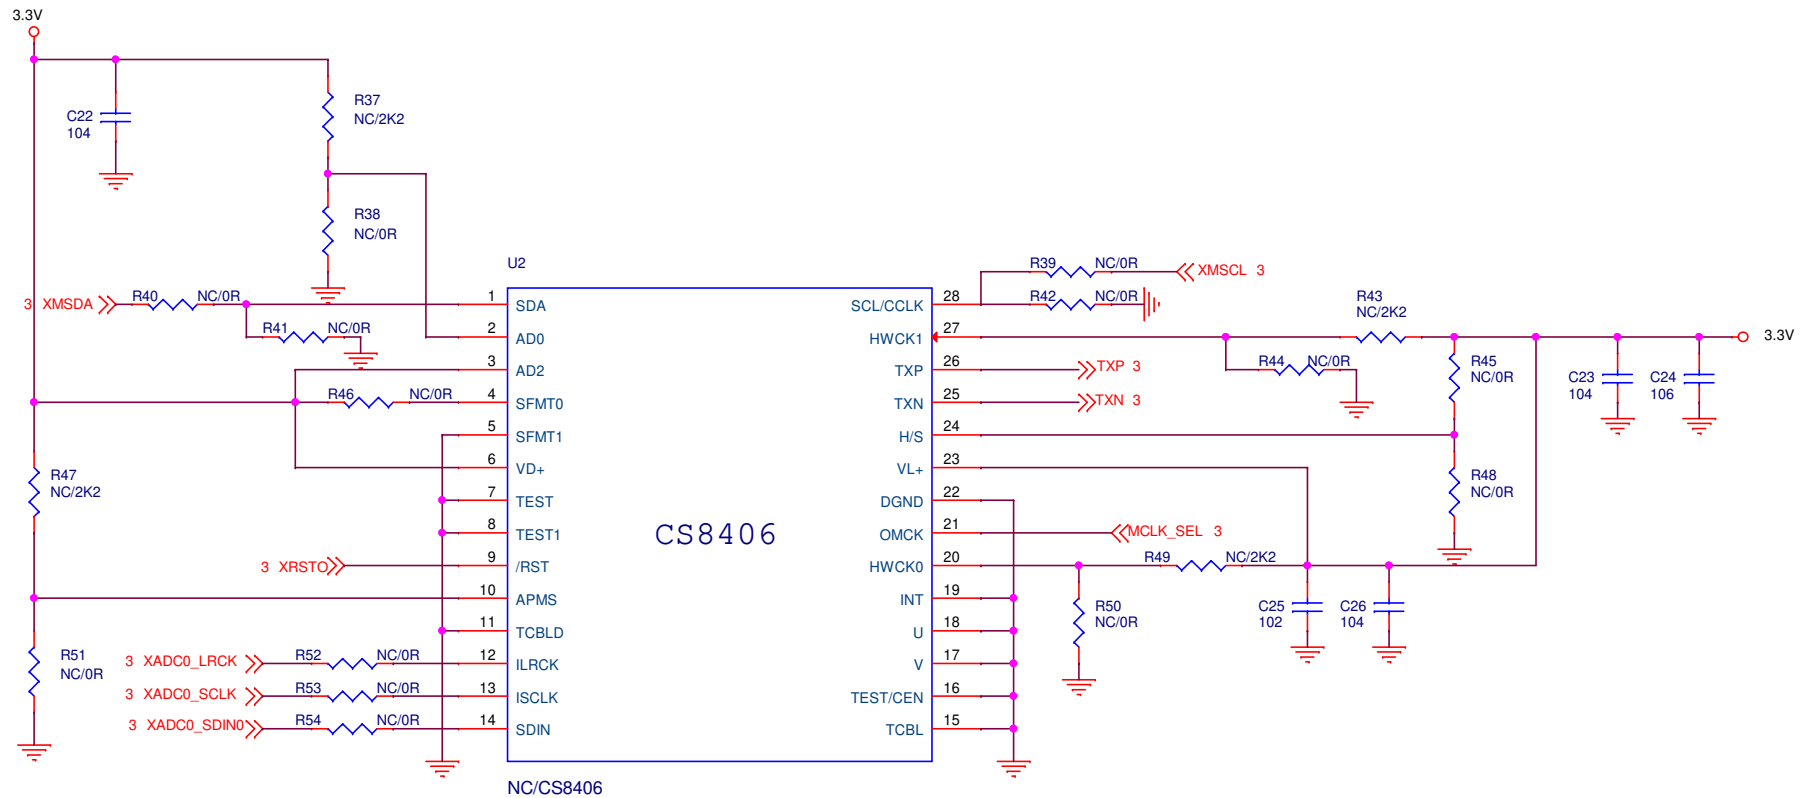 3.3V
C22
104
R37
NC/2K2
R38
NC/0R
U2
3 XMSDA
R40 NC/0R
R41 NC/0R
R46 NC/0R
R47
NC/2K2
3 XRSTO
R51
NC/0R
3 XADC0_LRCK
R52 NC/0R
3 XADC0_SCLK
R53 NC/0R
3 XADC0_SDIN0
R54 NC/0R
1 SDA
2 AD0
3 AD2
4 SFMT0
5 SFMT1
6 VD+
7 TEST
8 TEST1
9 /RST
10 APMS
11 TCBLD
12 ILRCK
13 ISCLK
14 SDIN
CS8406
SCL/CCLK 28
HWCK1 27
TXP 26
TXN 25
H/S 24
VL+ 23
DGND 22
OMCK 21
HWCK0 20
INT 19
U 18
V 17
TEST/CEN 16
TCBL 15
NC/CS8406
R39 NC/0R
XMSCL 3
R42 NC/0R
R43
NC/2K2
3.3V
TXP 3
R44 NC/0R
R45
NC/0R
C23
104
C24
106
TXN 3
R48
NC/0R
MCLK_SEL 3
R49 NC/2K2
R50
NC/0R
C25
102
C26
104